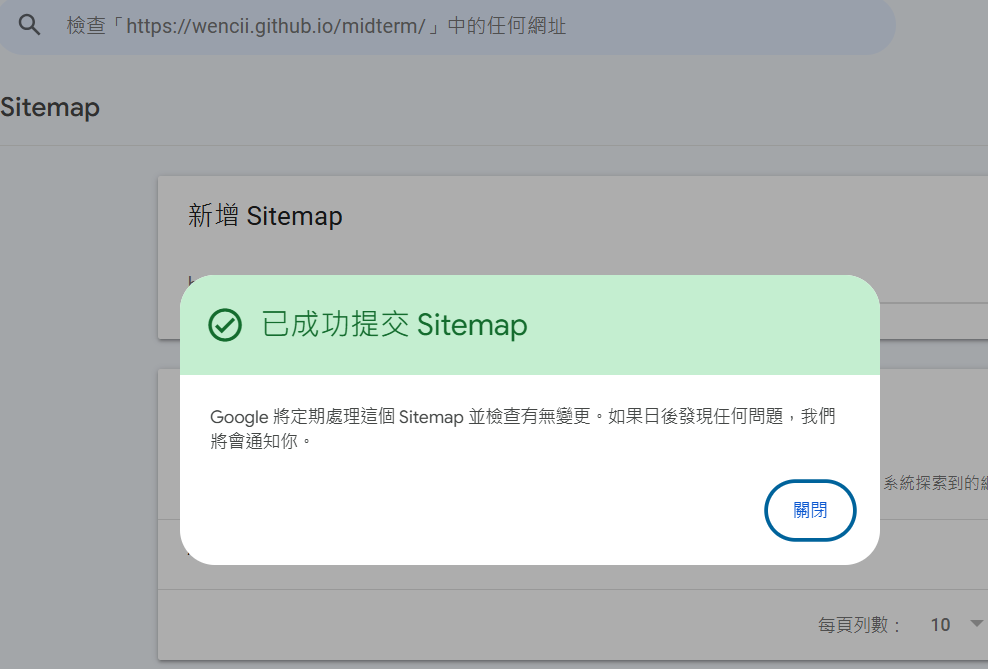 檢查「https://wencii.github.io/midterm/」中的任何網址
Sitemap
新增 Sitemap
已成功提交 Sitemap
Google 將定期處理這個 Sitemap 並檢查有無變更。如果日後發現任何問題，我們
將會通知你。
系統探索到的
關閉
每頁列數： 10